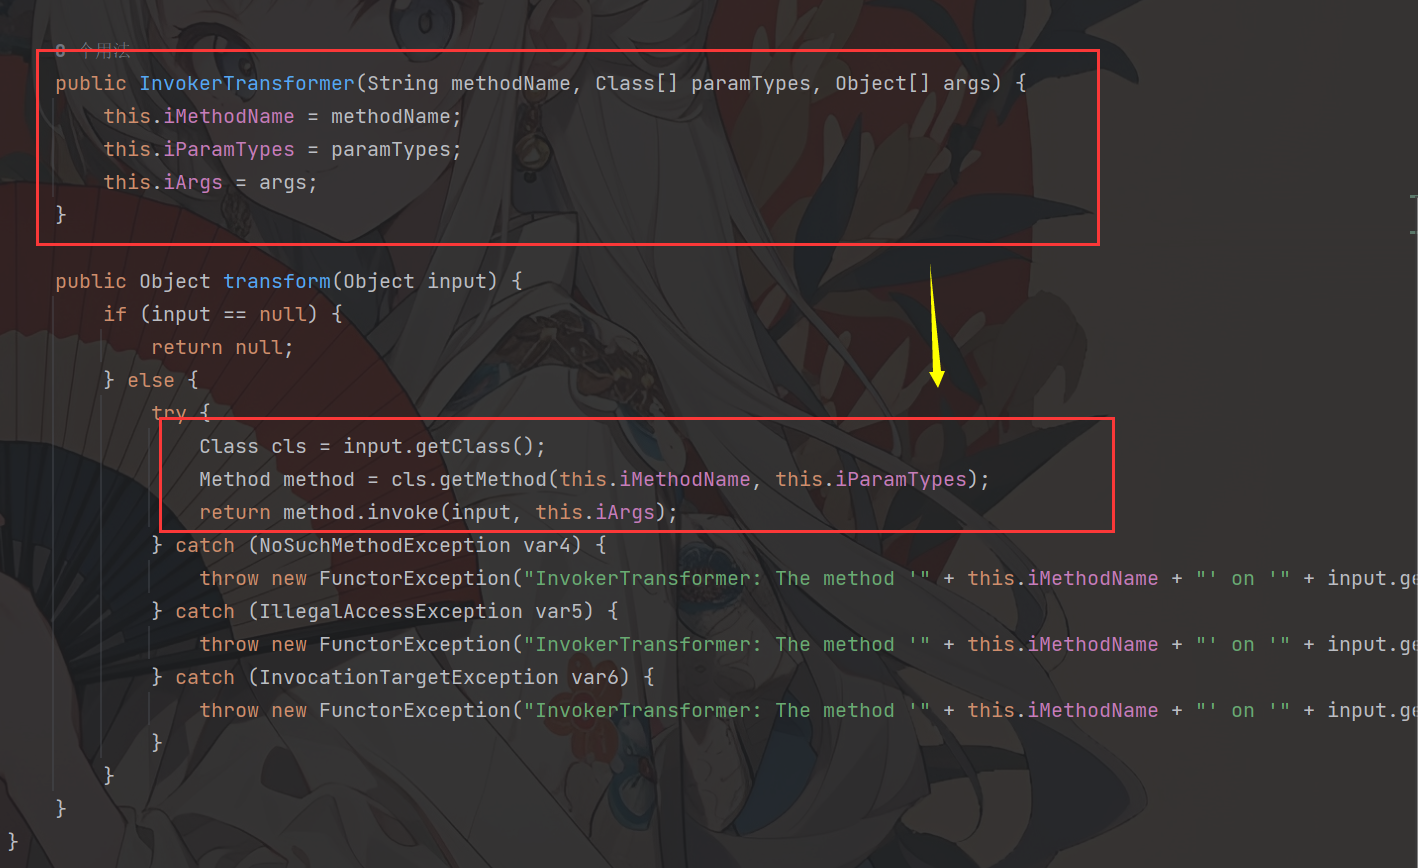 8 个用法
public InvokerTransformer(String methodName, Class[] paramTypes, Object[] args) {
this.iMethodName = methodName;
this.iParamTypes = paramTypes;
this.iArgs = args;
}
public Object transform(Object input) {
if (input == null) {
return null;
} else {
try {
Class cls = input.getClass();
Method method = cls.getMethod(this.iMethodName, this.iParamTypes);
return method.invoke(input, this.iArgs);
} catch (NoSuchMethodException var4) {
throw new FunctorException("InvokerTransformer: The method '" + this.iMethodName + "' on '" + input.ge
} catch (IllegalAccessException var5) {
throw new FunctorException("InvokerTransformer: The method '" + this.iMethodName + "' on '" + input.ge
} catch (InvocationTargetException var6) {
throw new FunctorException("InvokerTransformer: The method '" + this.iMethodName + "' on '" + input.ge
}
}
}
}